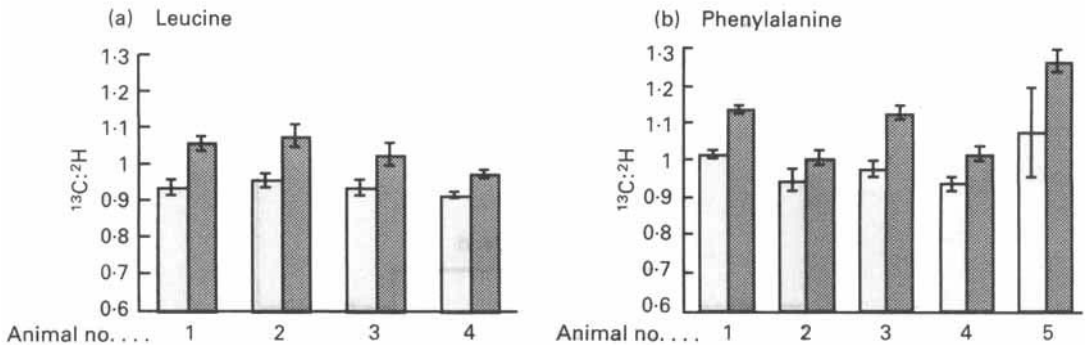 (a) Leucine
1·3
1·2
1·1
1
0·9
0·8
0·7
0·6
¹³C:²H
Animal no. . . . 1 2 3 4
(b) Phenylalanine
1·3
1·2
1·1
1
0·9
0·8
0·7
0·6
¹³C:²H
Animal no. . . . 1 2 3 4 5